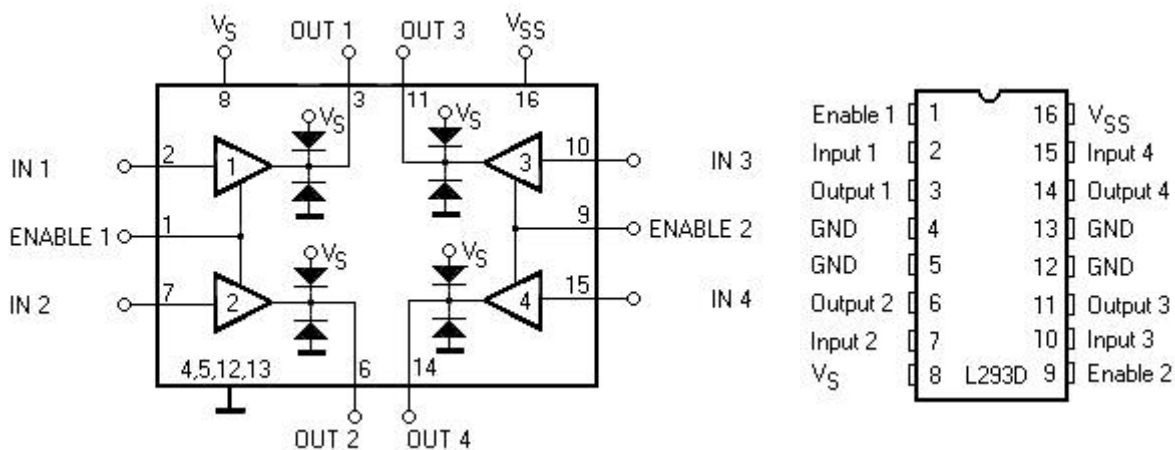 VS OUT 1 OUT 3 VSS
8 3 11 16
VS VS
IN 1 2 1 3 10 IN 3
ENABLE 1 1 9 ENABLE 2
VS VS
IN 2 7 2 4 15 IN 4
4,5,12,13 6 14
OUT 2 OUT 4
Enable 1 1 16 VSS
Input 1 2 15 Input 4
Output 1 3 14 Output 4
GND 4 13 GND
GND 5 12 GND
Output 2 6 11 Output 3
Input 2 7 10 Input 3
VS 8 L293D 9 Enable 2